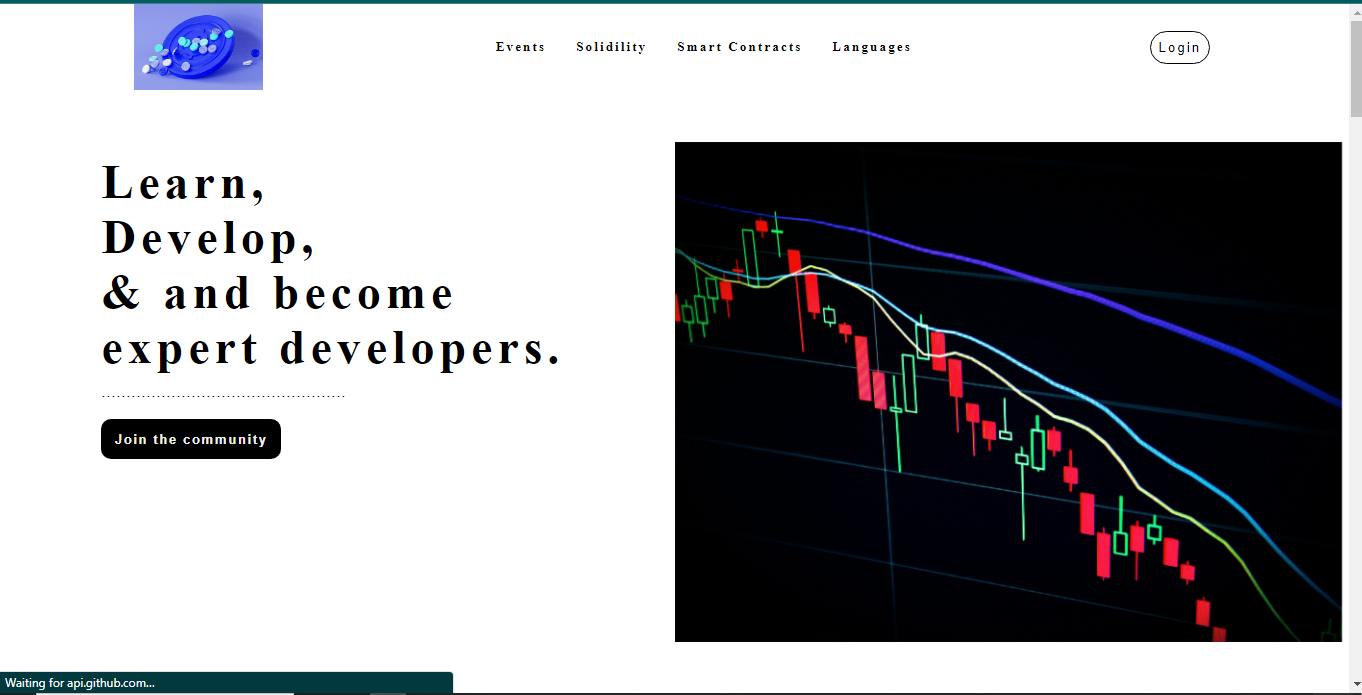 Events Solidility Smart Contracts Languages
Login
Learn,
Develop,
& and become
expert developers.
.................................................
Join the community
Waiting for api.github.com...